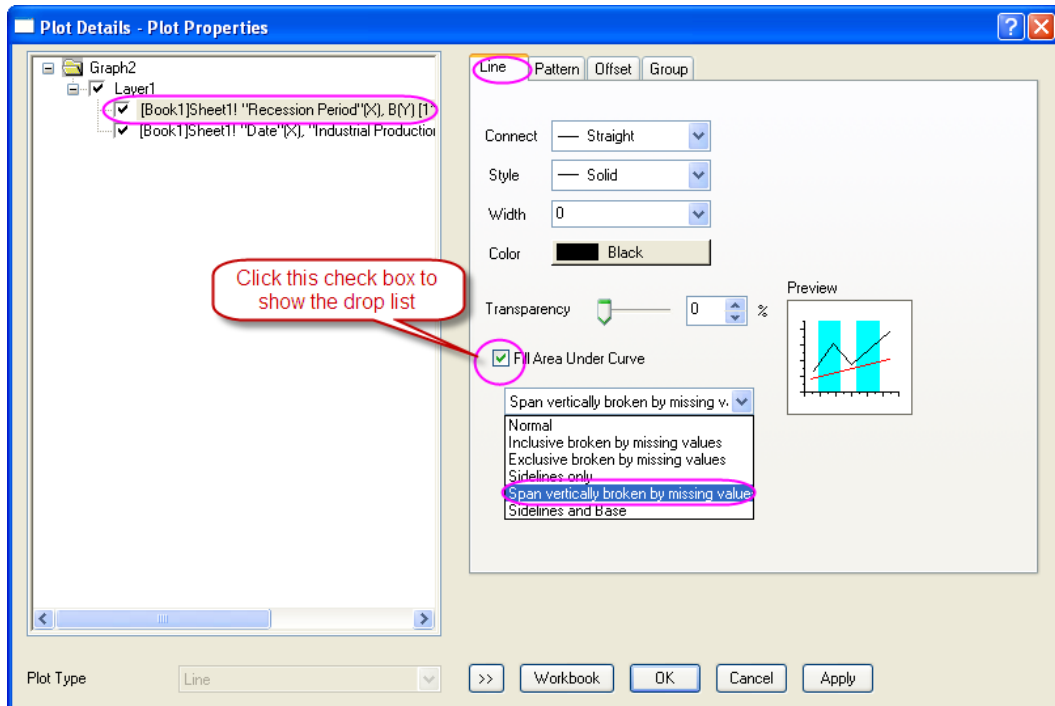 Plot Details - Plot Properties
Graph2
Layer1
[Book1]Sheet1! "Recession Period"(X), B(Y) [1*
[Book1]Sheet1! "Date"(X), "Industrial Production
Line Pattern Offset Group
Connect Straight
Style Solid
Width 0
Color Black
Click this check box to
show the drop list
Transparency 0 %
Preview
Fill Area Under Curve
Span vertically broken by missing v.
Normal
Inclusive broken by missing values
Exclusive broken by missing values
Sidelines only
Span vertically broken by missing value
Sidelines and Base
Plot Type Line
>> Workbook OK Cancel Apply